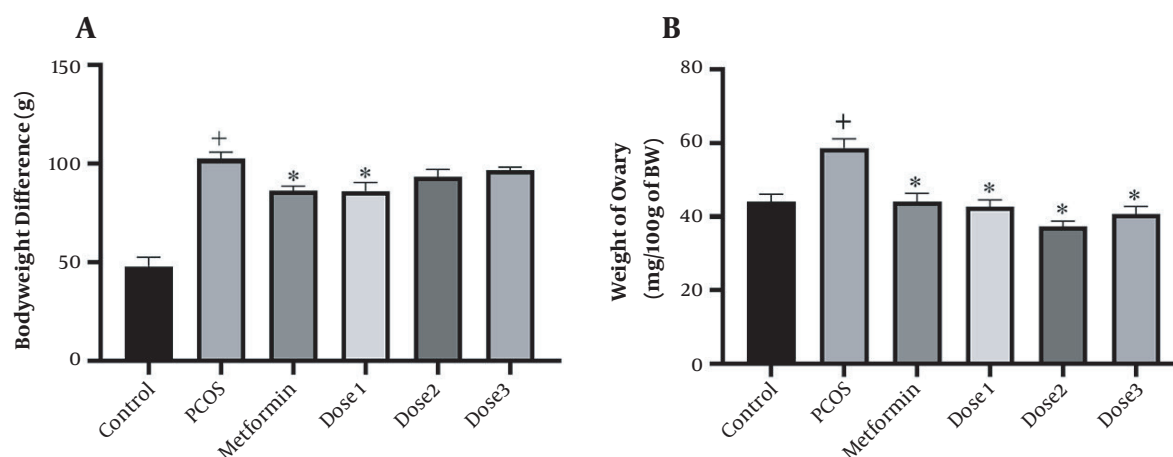 A
Bodyweight Difference (g)
150
100
50
0
+
*
*
Control
PCOS
Metformin
Dose 1
Dose2
Dose3
B
Weight of Ovary
(mg/100g of BW)
80
60
40
20
0
+
*
*
*
*
Control
PCOS
Metformin
Dose 1
Dose2
Dose3